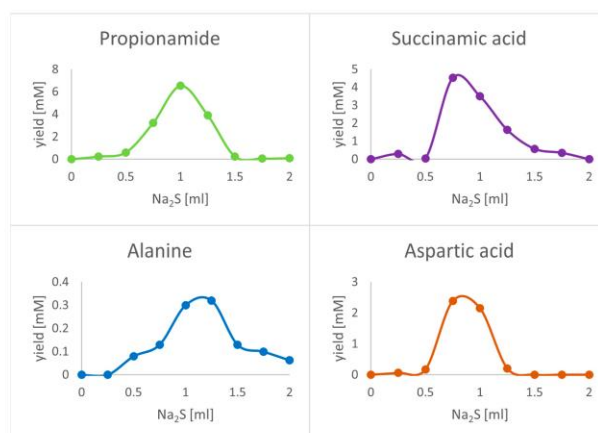 Propionamide
8
6
4
2
0
yield [mM]
0 0.5 1 1.5 2
Na₂S [ml]
Succinamic acid
5
4
3
2
1
0
yield [mM]
0 0.5 1 1.5 2
Na₂S [ml]
Alanine
0.4
0.3
0.2
0.1
0
yield [mM]
0 0.5 1 1.5 2
Na₂S [ml]
Aspartic acid
3
2
1
0
yield [mM]
0 0.5 1 1.5 2
Na₂S [ml]